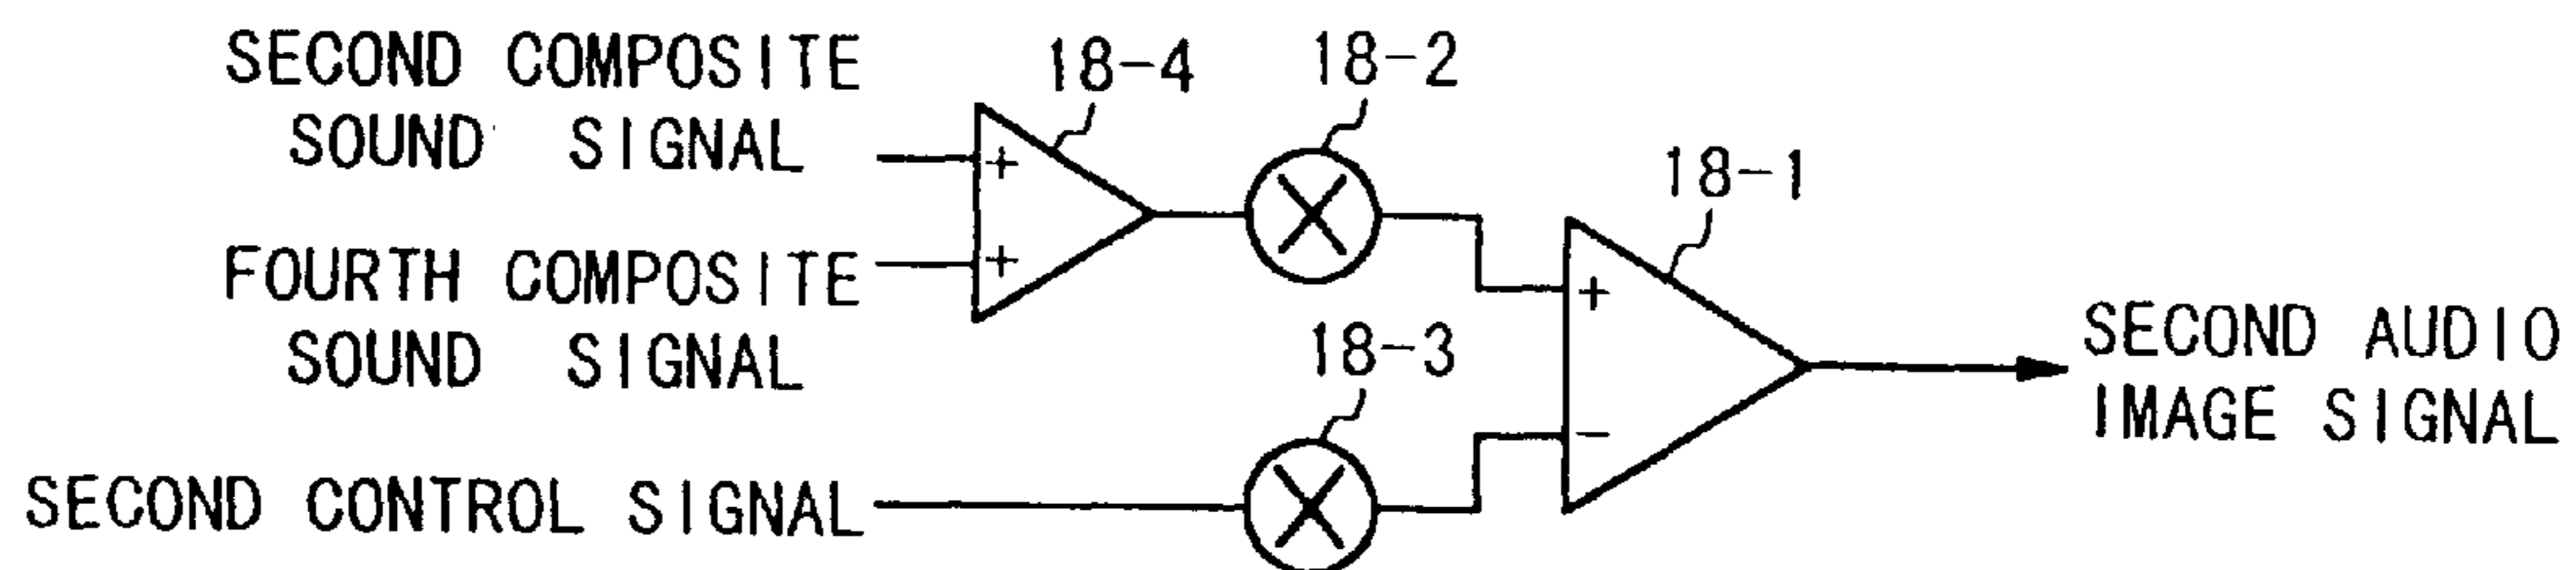 SECOND COMPOSITE
SOUND SIGNAL
18-4
18-2
18-1
+
+
FOURTH COMPOSITE
SOUND SIGNAL
18-3
+
-
SECOND AUDIO
IMAGE SIGNAL
SECOND CONTROL SIGNAL